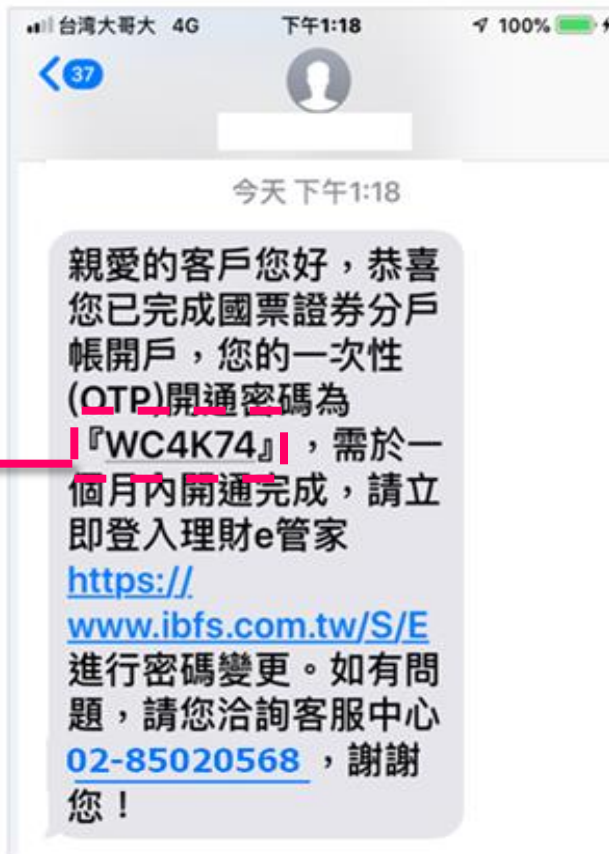 台灣大哥大 4G 下午1:18 100%
37
今天 下午1:18
親愛的客戶您好，恭喜
您已完成國票證券分戶
帳開戶，您的一次性
(OTP)開通密碼為
『WC4K74』，需於一
個月內開通完成，請立
即登入理財e管家
https://
www.ibfs.com.tw/S/E
進行密碼變更。如有問
題，請您洽詢客服中心
02-85020568，謝謝
您！